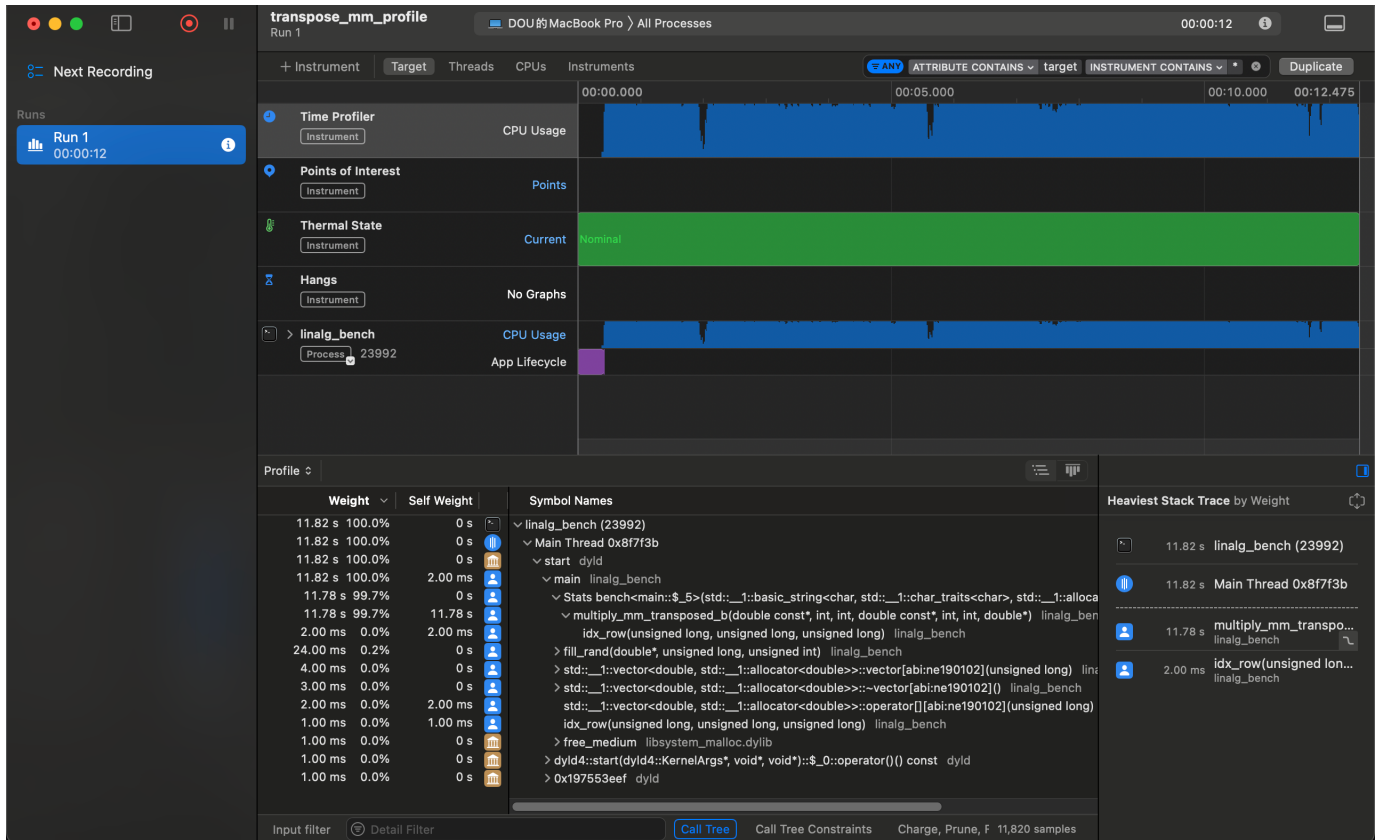 transpose_mm_profile
Run 1
DOU的MacBook Pro 〉All Processes
00:00:12
Next Recording
Runs
Run 1
00:00:12
+ Instrument Target Threads CPUs Instruments
ANY ATTRIBUTE CONTAINS target INSTRUMENT CONTAINS * Duplicate
00:00.000 00:05.000 00:10.000 00:12.475
Time Profiler
Instrument
CPU Usage
Points of Interest
Instrument
Points
Thermal State
Instrument
Current
Nominal
Hangs
Instrument
No Graphs
linalg_bench
Process 23992
CPU Usage
App Lifecycle
Profile
Weight Self Weight Symbol Names
11.82 s 100.0% 0 s linalg_bench (23992)
11.82 s 100.0% 0 s Main Thread 0x8f7f3b
11.82 s 100.0% 0 s start dyld
11.82 s 100.0% 2.00 ms main linalg_bench
11.78 s 99.7% 0 s Stats bench<main::$_5>(std::__1::basic_string<char, std::__1::char_traits<char>, std::__1::alloca
11.78 s 99.7% 11.78 s multiply_mm_transposed_b(double const*, int, int, double const*, int, int, double*) linalg_ben
2.00 ms 0.0% 2.00 ms idx_row(unsigned long, unsigned long, unsigned long) linalg_bench
24.00 ms 0.2% 0 s fill_rand(double*, unsigned long, unsigned int) linalg_bench
4.00 ms 0.0% 0 s std::__1::vector<double, std::__1::allocator<double>>::vector[abi:ne190102](unsigned long) lina
3.00 ms 0.0% 0 s std::__1::vector<double, std::__1::allocator<double>>::~vector[abi:ne190102]() linalg_bench
2.00 ms 0.0% 2.00 ms std::__1::vector<double, std::__1::allocator<double>>::operator[][abi:ne190102](unsigned long)
1.00 ms 0.0% 1.00 ms idx_row(unsigned long, unsigned long, unsigned long) linalg_bench
1.00 ms 0.0% 0 s free_medium libsystem_malloc.dylib
1.00 ms 0.0% 0 s dyld4::start(dyld4::KernelArgs*, void*, void*)::$_0::operator()() const dyld
1.00 ms 0.0% 0 s 0x197553eef dyld
Heaviest Stack Trace by Weight
11.82 s linalg_bench (23992)
11.82 s Main Thread 0x8f7f3b
11.78 s multiply_mm_transpo...
linalg_bench
2.00 ms idx_row(unsigned lon...
linalg_bench
Input filter Detail Filter Call Tree Call Tree Constraints Charge, Prune, F 11,820 samples